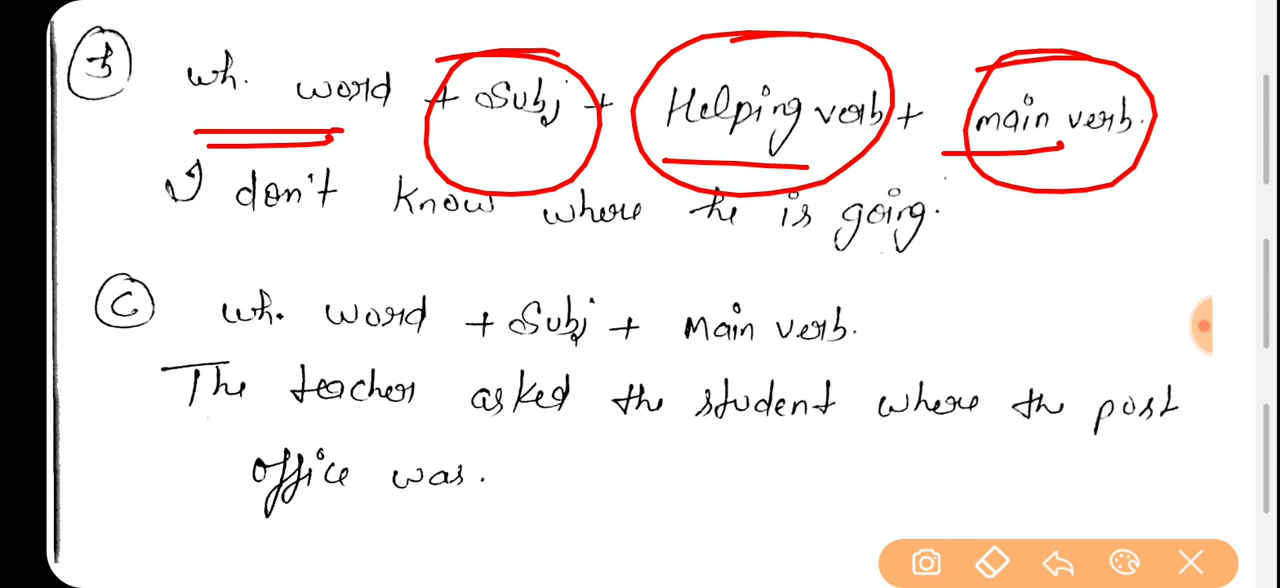 B wh. word + Subj + Helping verb + main verb.
I don't know where he is going.
C wh. word + Subj + Main verb.
The teacher asked the student where the post
office was.